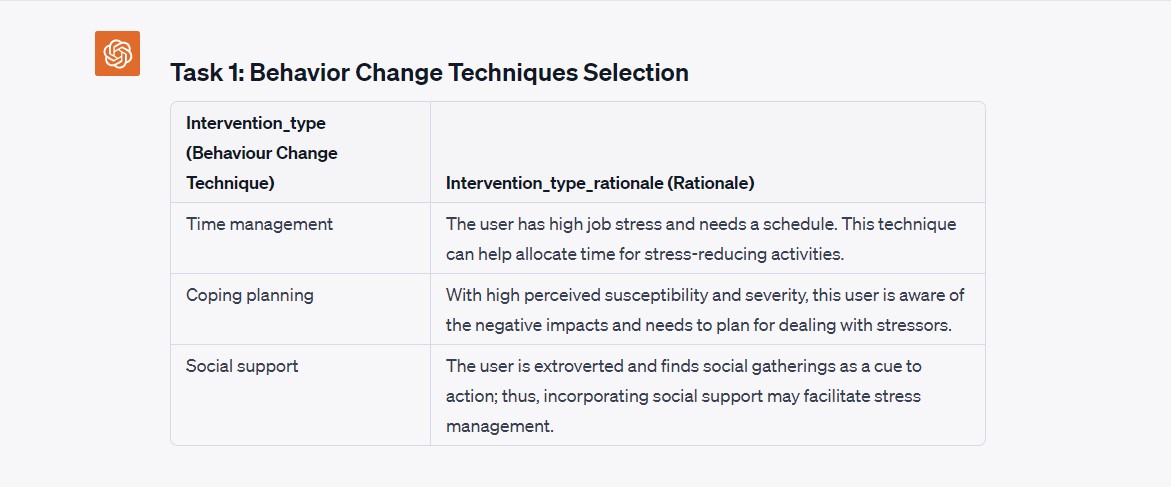 Task 1: Behavior Change Techniques Selection
Intervention_type
(Behaviour Change
Technique)
Intervention_type_rationale (Rationale)
Time management
The user has high job stress and needs a schedule. This technique
can help allocate time for stress-reducing activities.
Coping planning
With high perceived susceptibility and severity, this user is aware of
the negative impacts and needs to plan for dealing with stressors.
Social support
The user is extroverted and finds social gatherings as a cue to
action; thus, incorporating social support may facilitate stress
management.